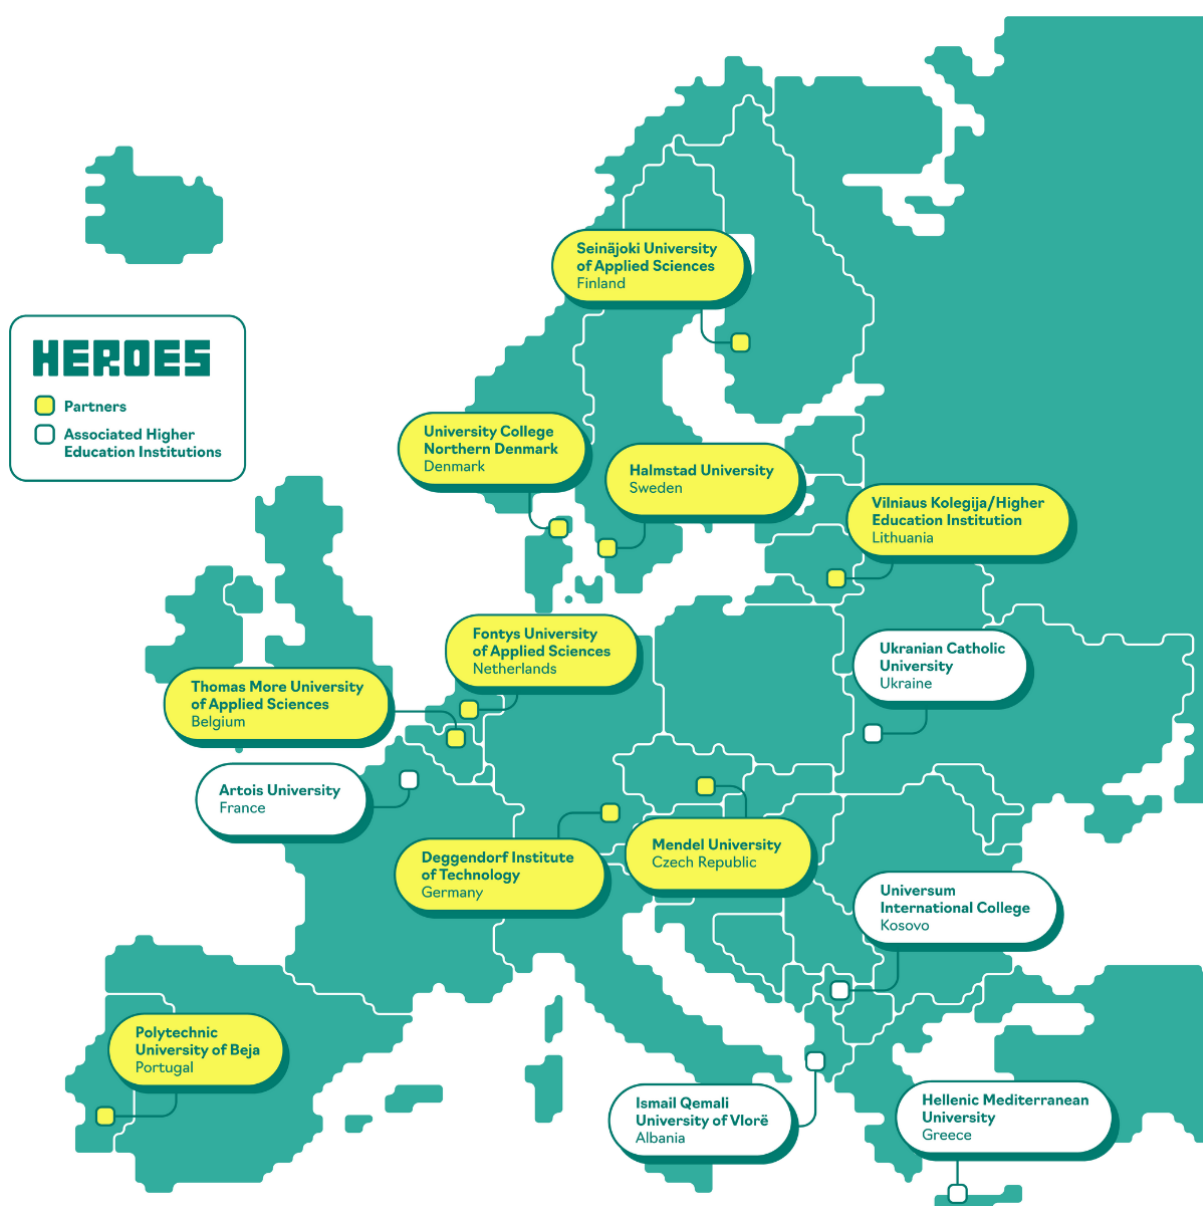 Seinäjoki University
of Applied Sciences
Finland
HEROES
Partners
Associated Higher
Education Institutions
University College
Northern Denmark
Denmark
Halmstad University
Sweden
Vilniaus Kolegija/Higher
Education Institution
Lithuania
Fontys University
of Applied Sciences
Netherlands
Ukranian Catholic
University
Ukraine
Thomas More University
of Applied Sciences
Belgium
Artois University
France
Mendel University
Czech Republic
Deggendorf Institute
of Technology
Germany
Universum
International College
Kosovo
Polytechnic
University of Beja
Portugal
Ismail Qemali
University of Vlorë
Albania
Hellenic Mediterranean
University
Greece